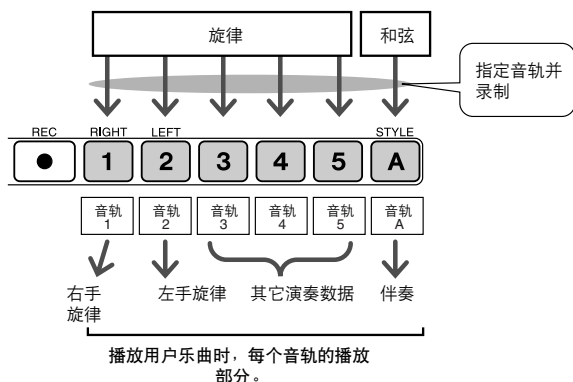 旋律
和弦
指定音轨并
录制
REC
RIGHT
LEFT
STYLE
1
2
3
4
5
A
音轨
1
音轨
2
音轨
3
音轨
4
音轨
5
音轨
A
右手
旋律
左手旋律
其它演奏数据
伴奏
播放用户乐曲时，每个音轨的播放
部分。